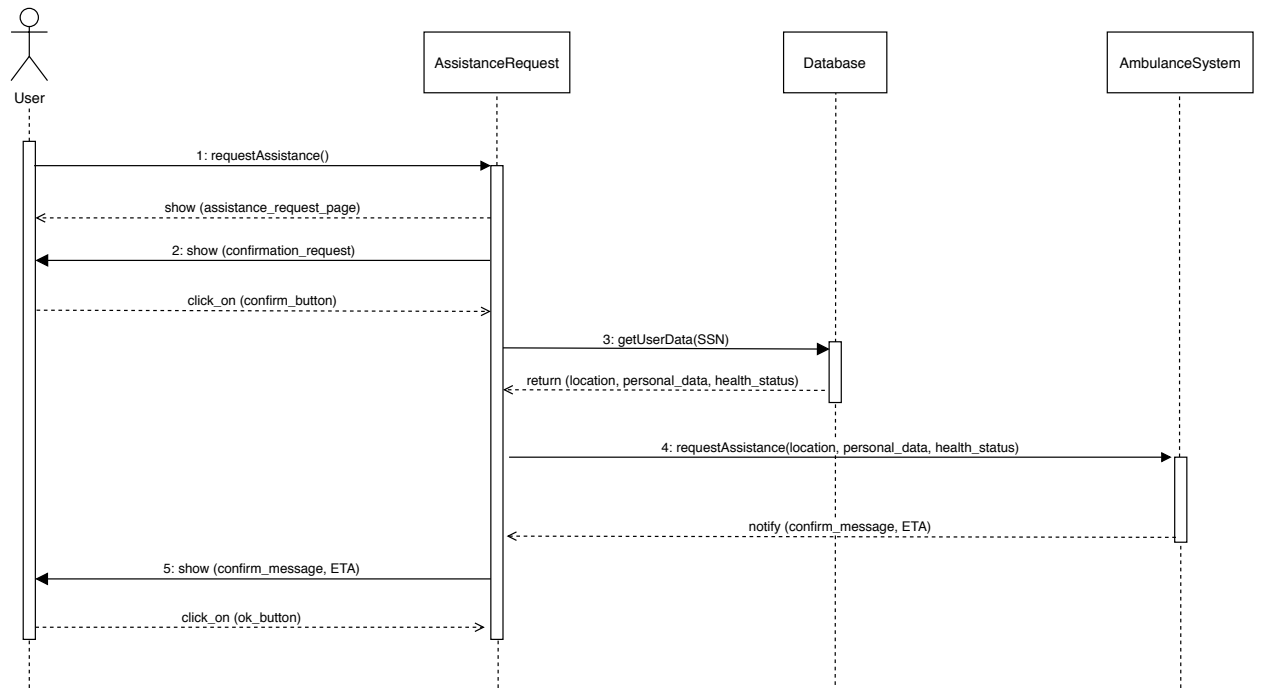 AssistanceRequest
Database
AmbulanceSystem
User
1: requestAssistance()
show (assistance_request_page)
2: show (confirmation_request)
click_on (confirm_button)
3: getUserData(SSN)
return (location, personal_data, health_status)
4: requestAssistance(location, personal_data, health_status)
notify (confirm_message, ETA)
5: show (confirm_message, ETA)
click_on (ok_button)